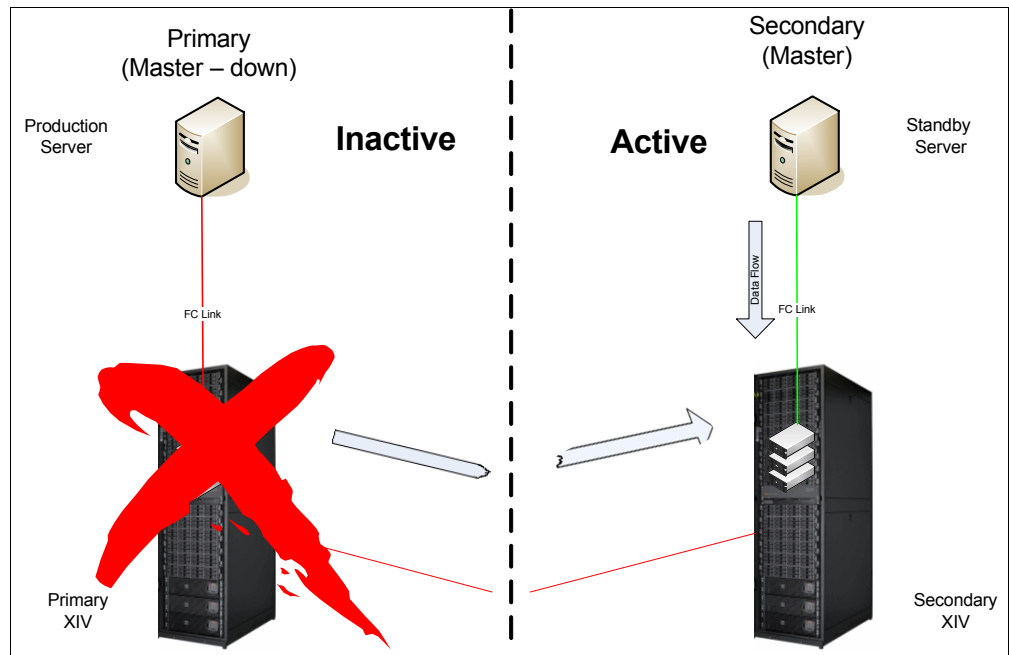 Primary
(Master – down)
Secondary
(Master)
Production
Server
Inactive
Active
Standby
Server
Data Flow
FC Link
FC Link
Primary
XIV
Secondary
XIV